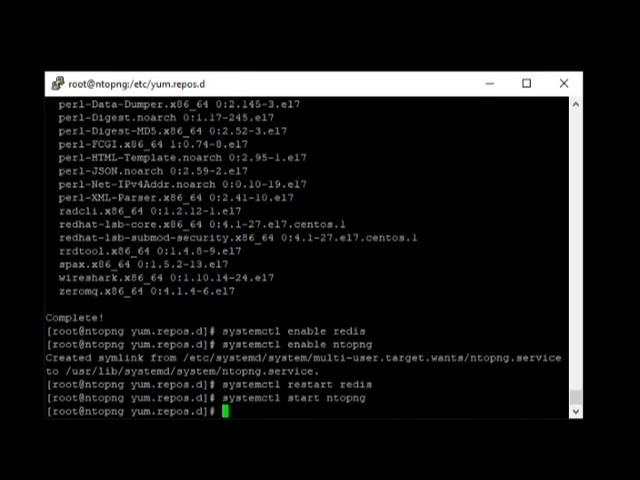 root@ntopng:/etc/yum.repos.d
perl-Data-Dumper.x86_64 0:2.145-3.el7
perl-Digest.noarch 0:1.17-245.el7
perl-Digest-MD5.x86_64 0:2.52-3.el7
perl-FCGI.x86_64 1:0.74-8.el7
perl-HTML-Template.noarch 0:2.95-1.el7
perl-JSON.noarch 0:2.59-2.el7
perl-Net-IPv4Addr.noarch 0:0.10-19.el7
perl-XML-Parser.x86_64 0:2.41-10.el7
radcli.x86_64 0:1.2.12-1.el7
redhat-lsb-core.x86_64 0:4.1-27.el7.centos.1
redhat-lsb-submod-security.x86_64 0:4.1-27.el7.centos.1
rrdtool.x86_64 0:1.4.8-9.el7
spax.x86_64 0:1.5.2-13.el7
wireshark.x86_64 0:1.10.14-24.el7
zeromq.x86_64 0:4.1.4-6.el7
Complete!
[root@ntopng yum.repos.d]# systemctl enable redis
[root@ntopng yum.repos.d]# systemctl enable ntopng
Created symlink from /etc/systemd/system/multi-user.target.wants/ntopng.service
to /usr/lib/systemd/system/ntopng.service.
[root@ntopng yum.repos.d]# systemctl restart redis
[root@ntopng yum.repos.d]# systemctl start ntopng
[root@ntopng yum.repos.d]#